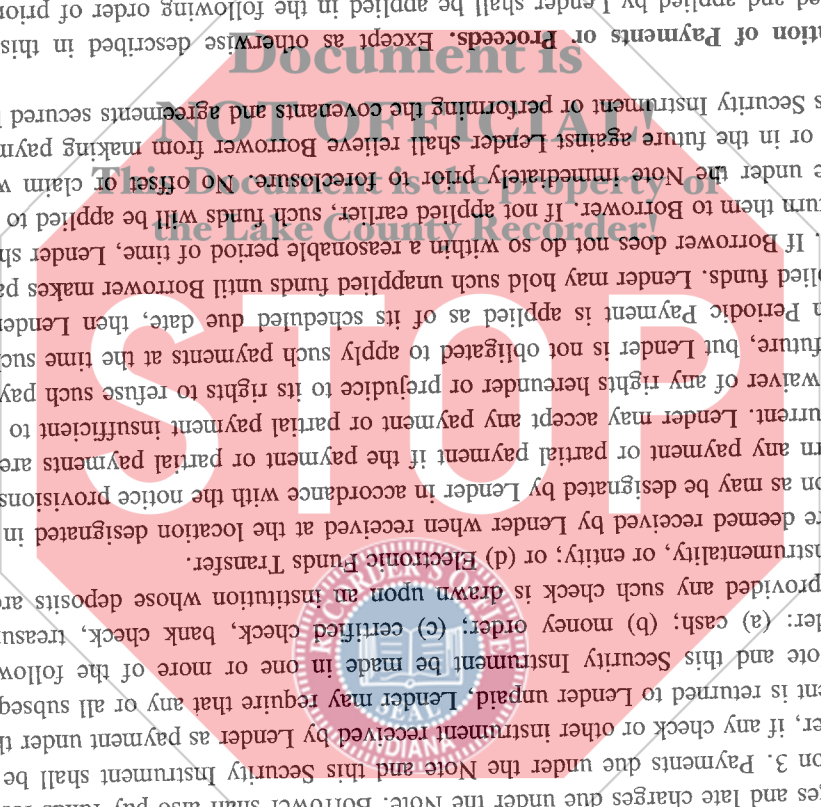 ges and late charges due under the Note. Borrower shall also pay funds
on 3. Payments due under the Note and this Security Instrument shall be
er, if any check or other instrument received by Lender as payment under th
ent is returned to Lender unpaid, Lender may require that any or all subseq
ote and this Security Instrument be made in one or more of the follow
der: (a) cash; (b) money order; (c) certified check, bank check, treasu
provided any such check is drawn upon an institution whose deposits are
nstrumentality, or entity; or (d) Electronic Funds Transfer.
re deemed received by Lender when received at the location designated in
on as may be designated by Lender in accordance with the notice provisions
rn any payment or partial payment if the payment or partial payments are
urrent. Lender may accept any payment or partial payment insufficient to
waiver of any rights hereunder or prejudice to its rights to refuse such pay
future, but Lender is not obligated to apply such payments at the time suc
n Periodic Payment is applied as of its scheduled due date, then Lender
plied funds. Lender may hold such unapplied funds until Borrower makes pa
. If Borrower does not do so within a reasonable period of time, Lender sh
turn them to Borrower. If not applied earlier, such funds will be applied to
e under the Note immediately prior to foreclosure. No offset or claim w
or in the future against Lender shall relieve Borrower from making paym
s Security Instrument or performing the covenants and agreements secured
tion of Payments or Proceeds. Except as otherwise described in this
ed and applied by Lender shall be applied in the following order of prior
Document is
NOT OFFICIAL!
This Document is the property of
the Lake County Recorder!
STOP
RECORDER'S OFFICE
SEAL
INDIANA